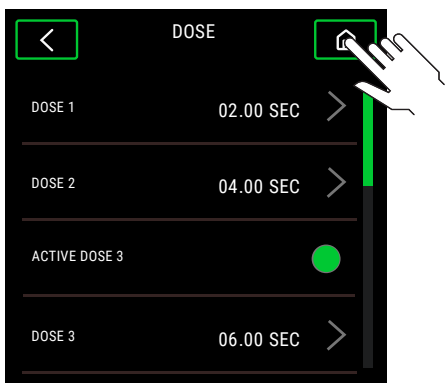 DOSE
DOSE 1 02.00 SEC
DOSE 2 04.00 SEC
ACTIVE DOSE 3
DOSE 3 06.00 SEC